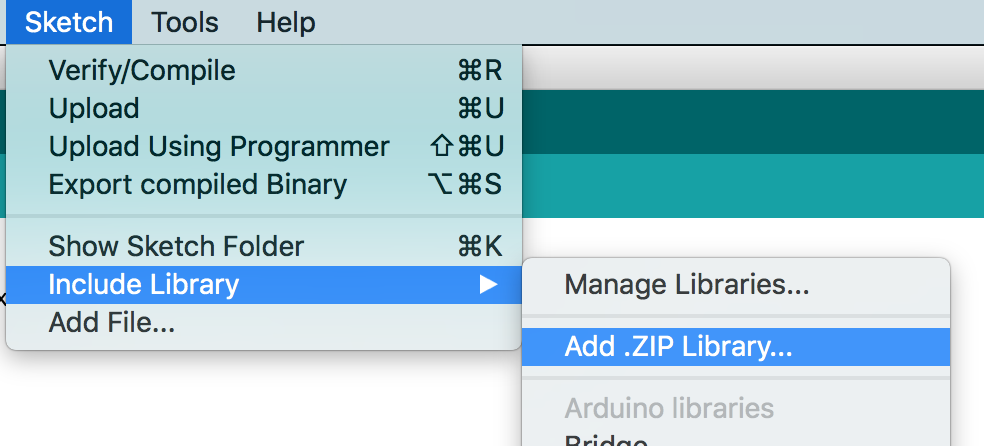 Sketch Tools Help
Verify/Compile ⌘R
Upload ⌘U
Upload Using Programmer ⇧⌘U
Export compiled Binary ⌥⌘S
Show Sketch Folder ⌘K
Include Library ▶
Add File...
Manage Libraries...
Add .ZIP Library...
Arduino libraries
Bridge